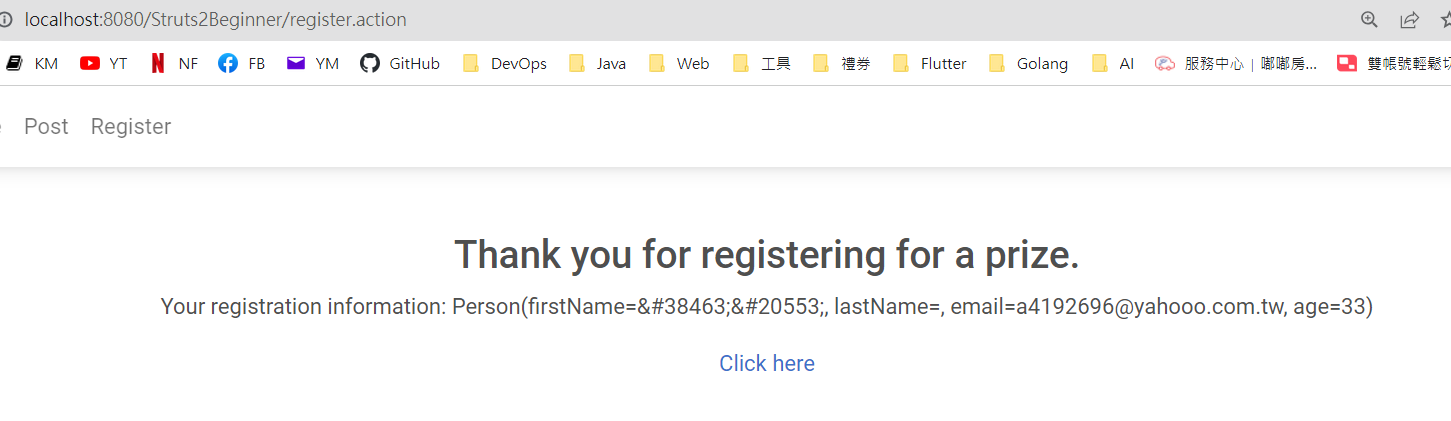 localhost:8080/Struts2Beginner/register.action
KM YT NF FB YM GitHub DevOps Java Web 工具 禮券 Flutter Golang AI 服務中心 | 嘟嘟房... 雙帳號輕鬆切
Post Register
Thank you for registering for a prize.
Your registration information: Person(firstName=&#38463;&#20553;, lastName=, email=a4192696@yahooo.com.tw, age=33)
Click here